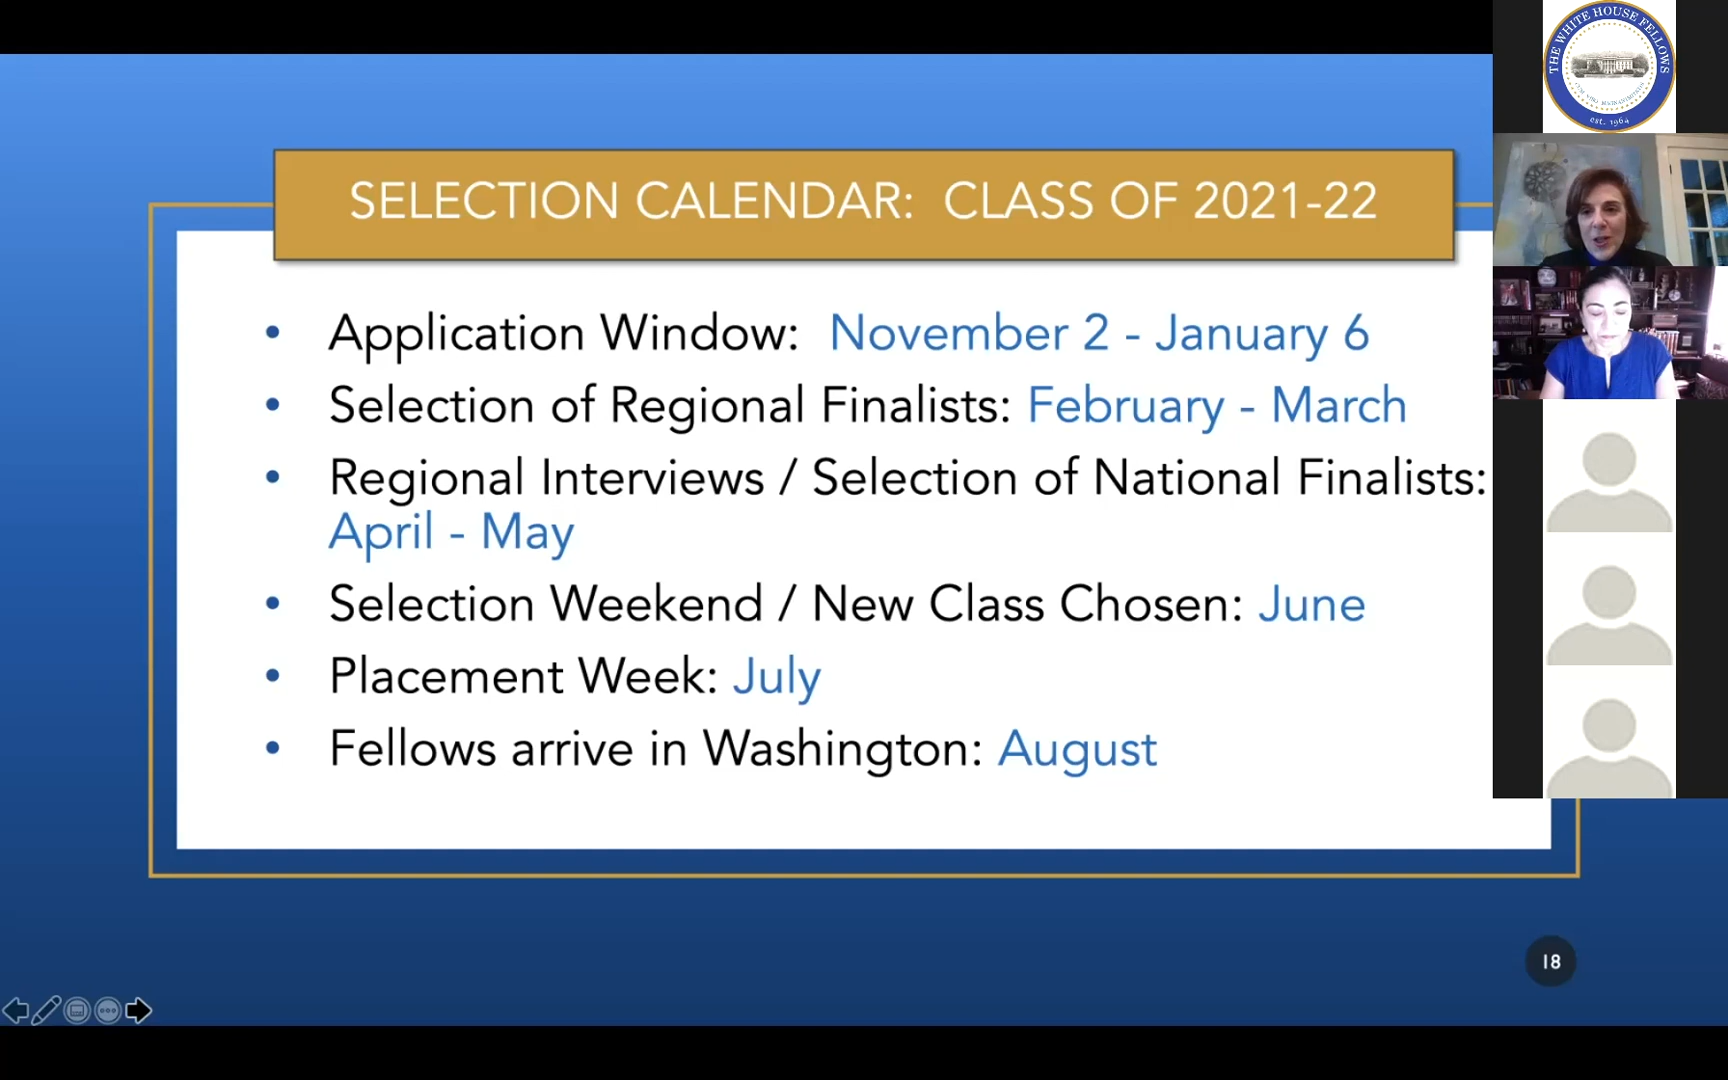 SELECTION CALENDAR: CLASS OF 2021-22
• Application Window: November 2 - January 6
• Selection of Regional Finalists: February - March
• Regional Interviews / Selection of National Finalists:
April - May
• Selection Weekend / New Class Chosen: June
• Placement Week: July
• Fellows arrive in Washington: August
18
THE WHITE HOUSE FELLOWS
est. 1964